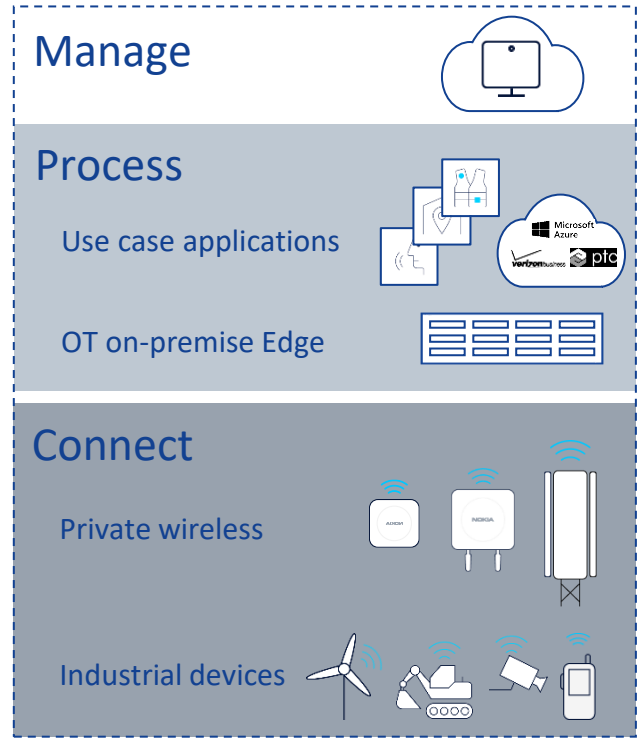 Manage
Process
Use case applications
Microsoft
Azure
verizonbusiness ptc
OT on-premise Edge
Connect
Private wireless
NOKIA
Industrial devices